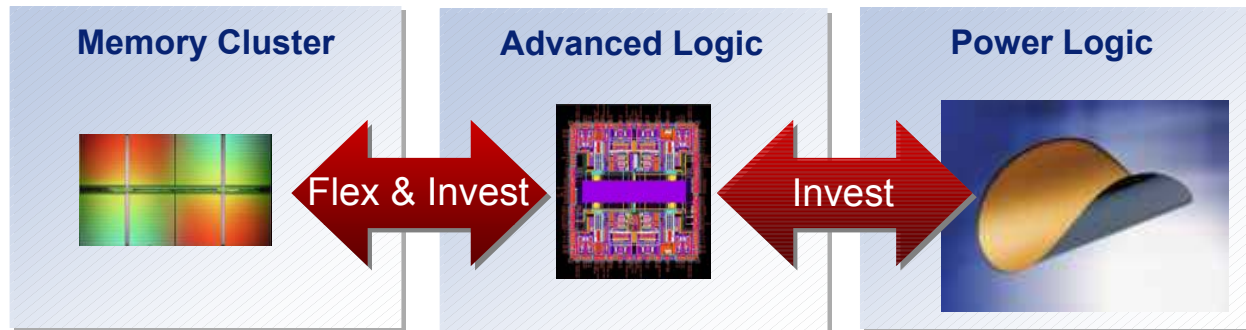 Memory Cluster
Advanced Logic
Power Logic
Flex & Invest
Invest